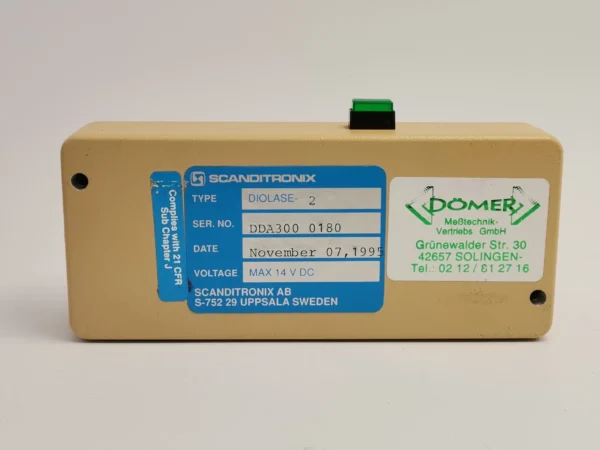 Complies with 21 CFR
Sub Chapter J
SCANDITRONIX
TYPE DIOLASE- 2
SER. NO. DDA300 0180
DATE November 07,1995
VOLTAGE MAX 14 V DC
SCANDITRONIX AB
S-752 29 UPPSALA SWEDEN
DÖMER
Meßtechnik-
Vertriebs GmbH
Grünewalder Str. 30
42657 SOLINGEN-
Tel.: 02 12 / 81 27 16